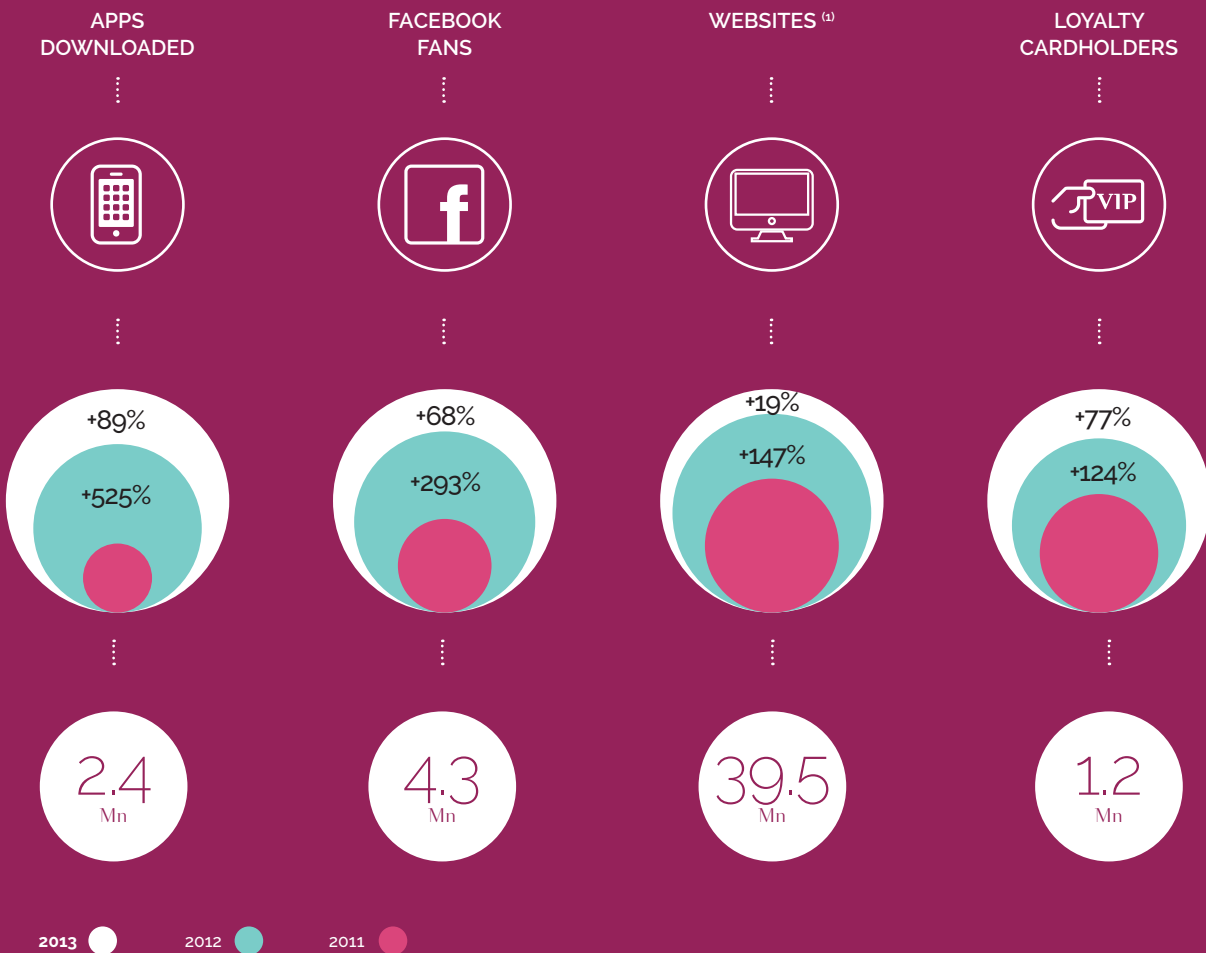 APPS
DOWNLOADED
FACEBOOK
FANS
WEBSITES (1)
LOYALTY
CARDHOLDERS
f
VIP
+89%
+525%
+68%
+293%
+19%
+147%
+77%
+124%
2.4
Mn
4.3
Mn
39.5
Mn
1.2
Mn
2013
2012
2011